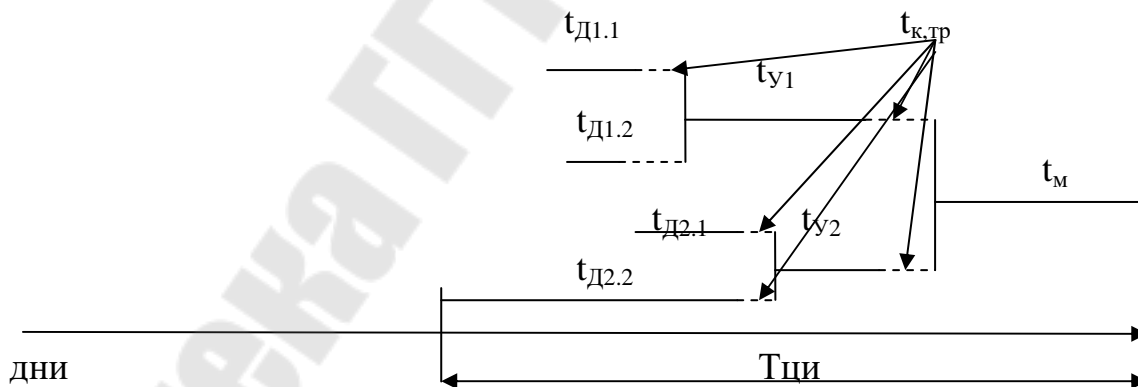 tД1.1
tк,тр
tУ1
tД1.2
tм
tД2.1
tУ2
tД2.2
дни
Тци